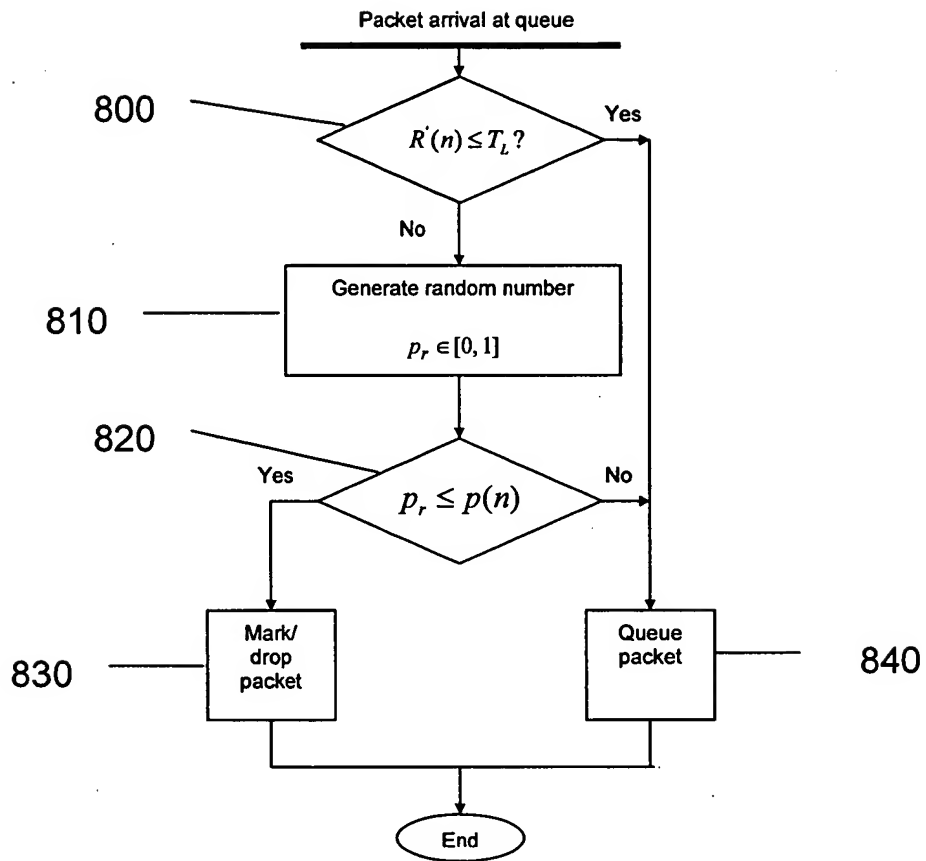 Packet arrival at queue
800
R'(n) ≤ T_L ?
Yes
No
Generate random number
810
p_r ∈ [0, 1]
820
Yes
No
p_r ≤ p(n)
Mark/
drop
packet
Queue
packet
830
840
End